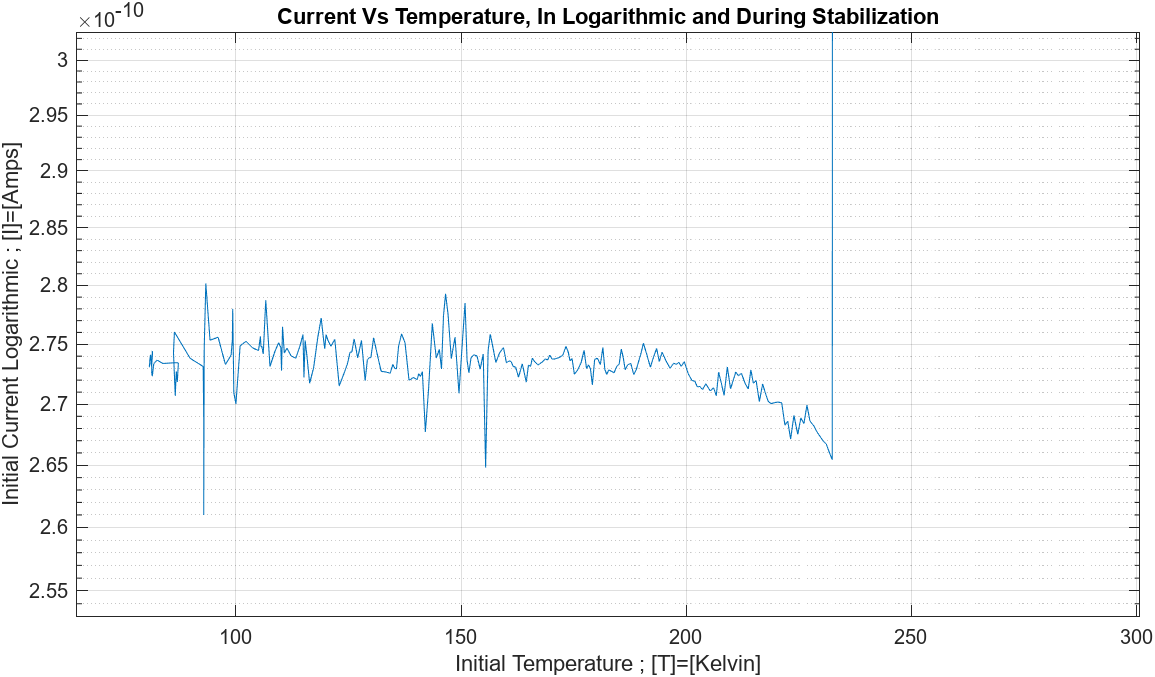 Current Vs Temperature, In Logarithmic and During Stabilization
×10-10
3
2.95
2.9
2.85
2.8
2.75
2.7
2.65
2.6
2.55
Initial Current Logarithmic ; [I]=[Amps]
100 150 200 250 300
Initial Temperature ; [T]=[Kelvin]